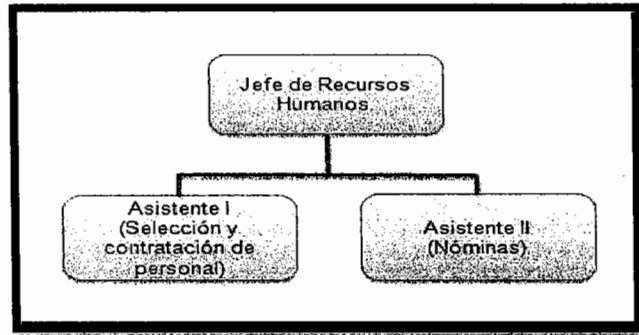 Jefe de Recursos
Humanos.
Asistente I
(Selección y
contratación de
personal)
Asistente II
(Nóminas)